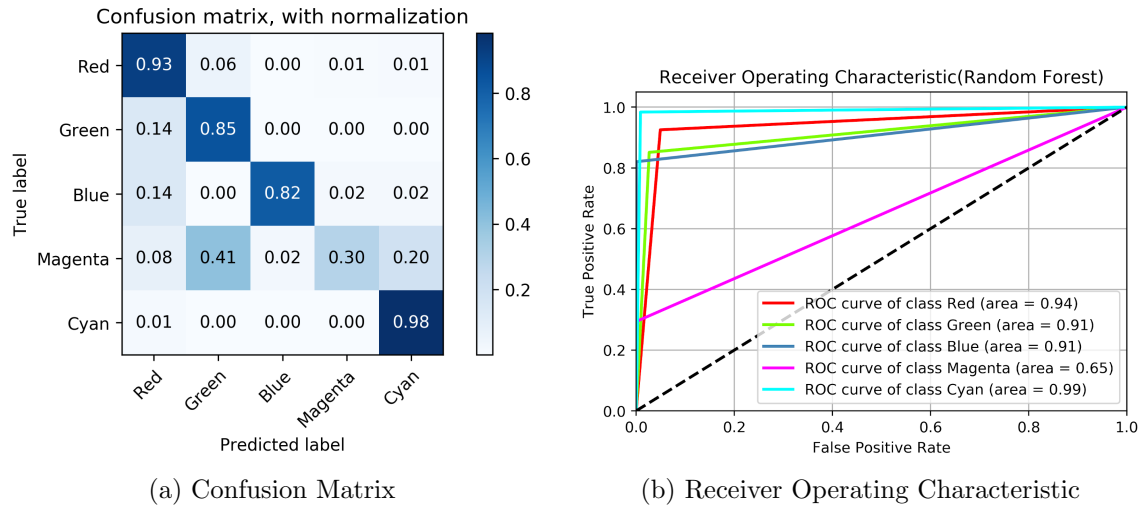 Confusion matrix, with normalization
True label
Red 0.93 0.06 0.00 0.01 0.01
Green 0.14 0.85 0.00 0.00 0.00
Blue 0.14 0.00 0.82 0.02 0.02
Magenta 0.08 0.41 0.02 0.30 0.20
Cyan 0.01 0.00 0.00 0.00 0.98
Red Green Blue Magenta Cyan
Predicted label
0.8
0.6
0.4
0.2
(a) Confusion Matrix
Receiver Operating Characteristic(Random Forest)
True Positive Rate
1.0
0.8
0.6
0.4
0.2
0.0
ROC curve of class Red (area = 0.94)
ROC curve of class Green (area = 0.91)
ROC curve of class Blue (area = 0.91)
ROC curve of class Magenta (area = 0.65)
ROC curve of class Cyan (area = 0.99)
0.0 0.2 0.4 0.6 0.8 1.0
False Positive Rate
(b) Receiver Operating Characteristic